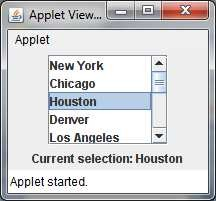 Applet View...
Applet
New York
Chicago
Houston
Denver
Los Angeles
Current selection: Houston
Applet started.